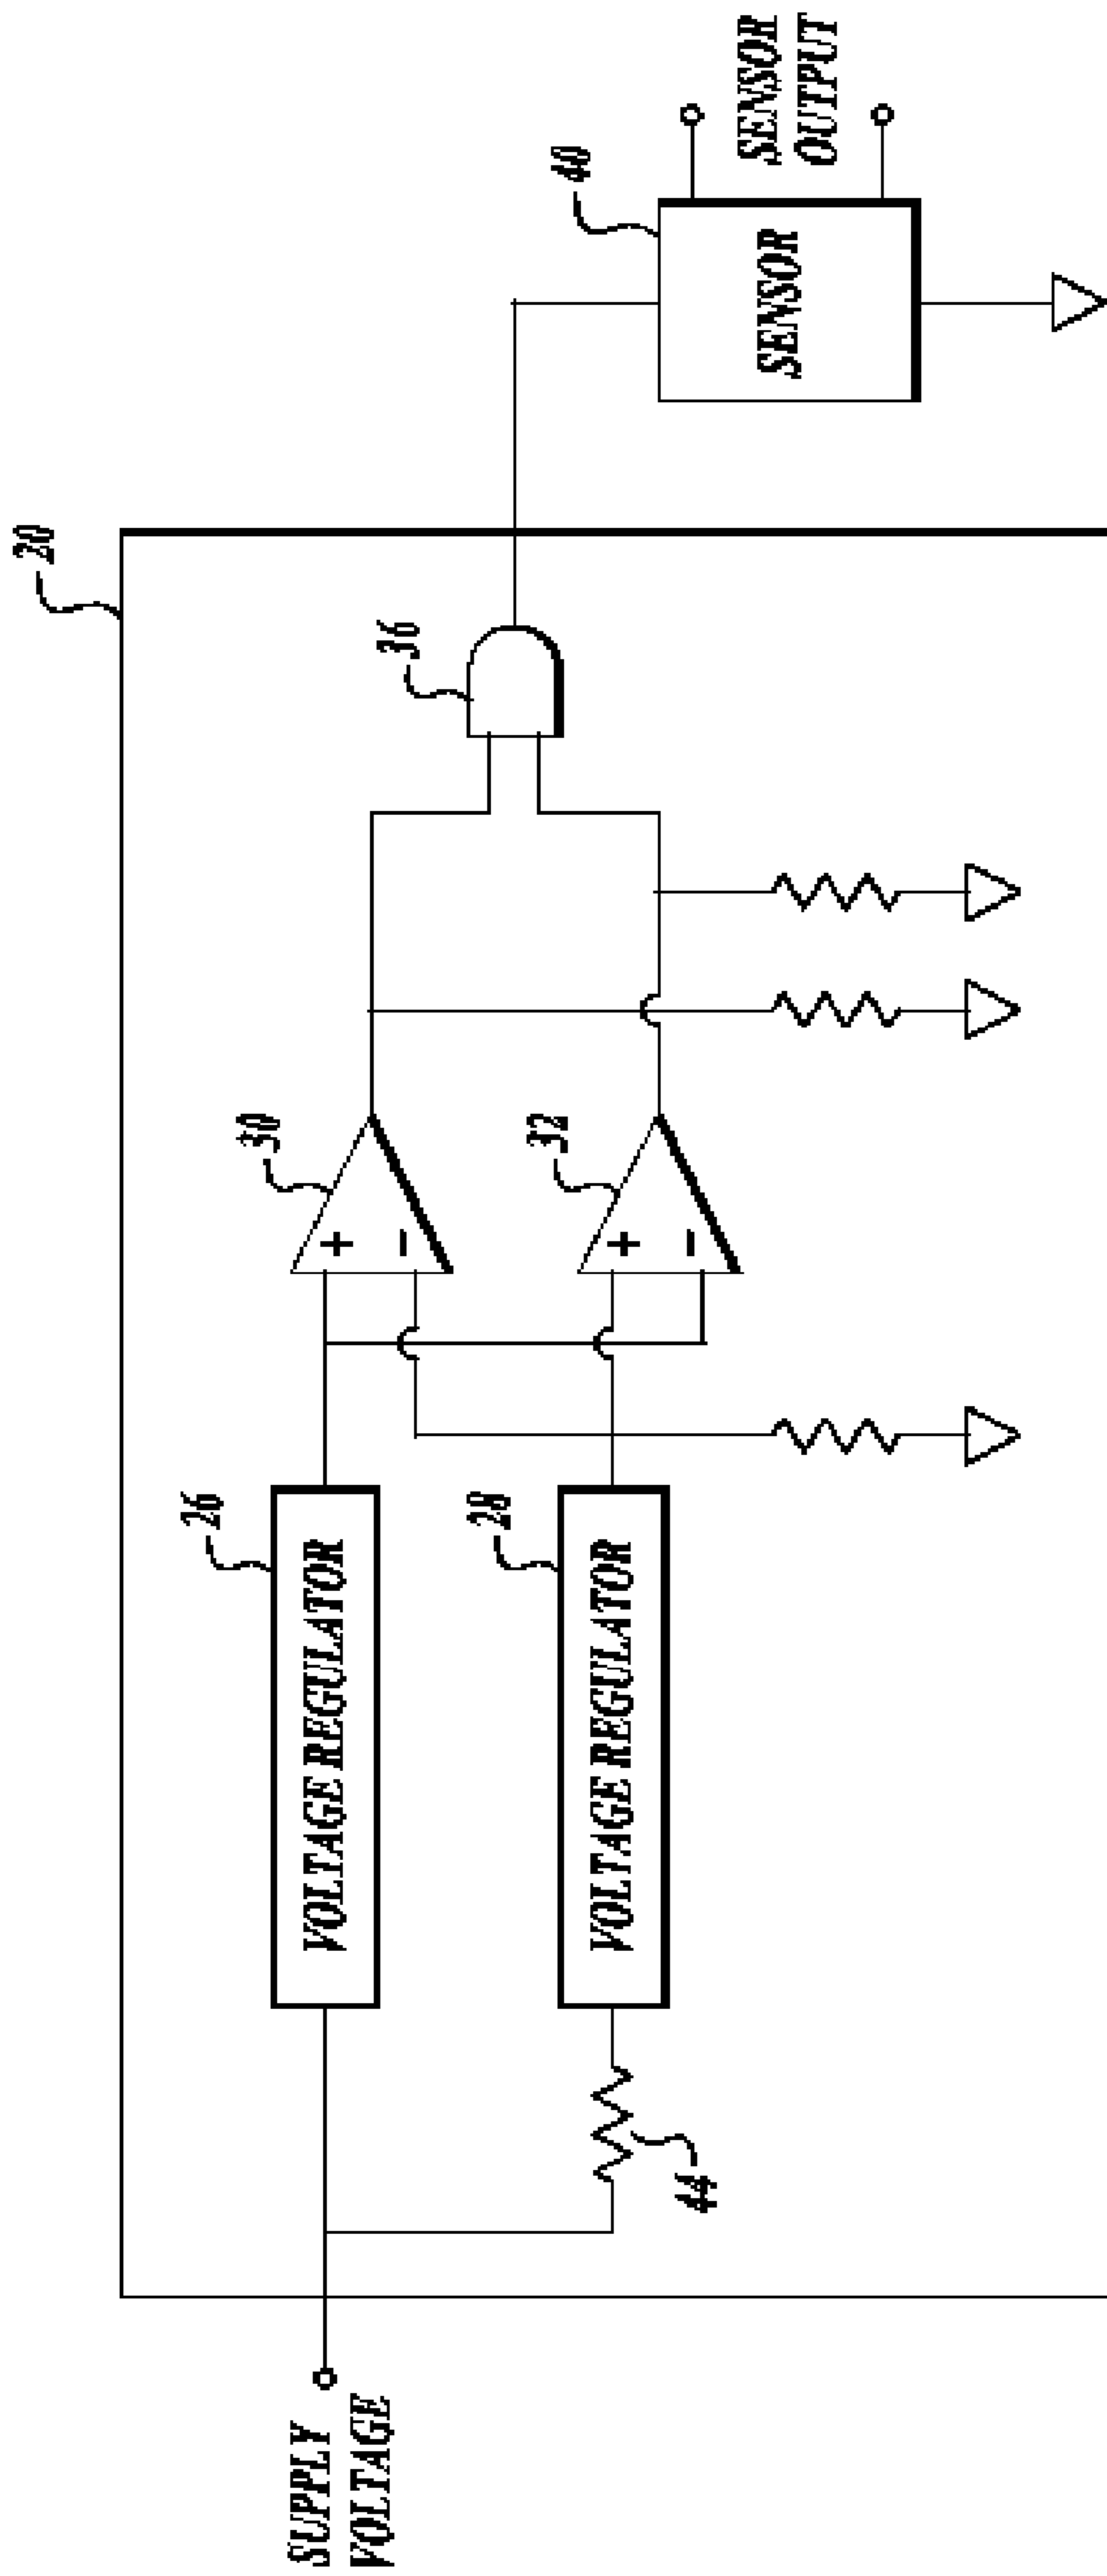 20
36
40
SENSOR
OUTPUT
SENSOR
30
+
-
32
+
-
26
VOLTAGE REGULATOR
28
VOLTAGE REGULATOR
44
SUPPLY
VOLTAGE